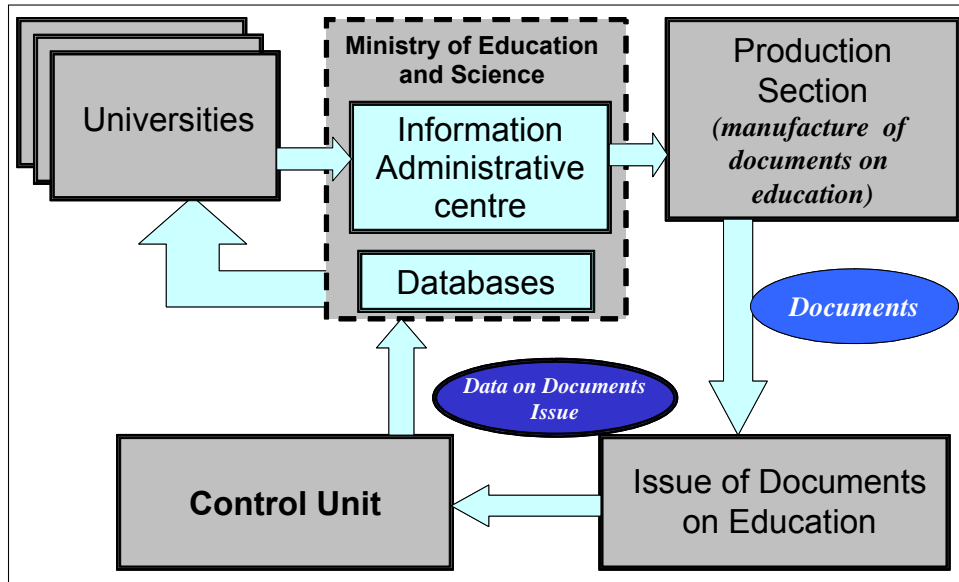 Universities
Ministry of Education
and Science
Information
Administrative
centre
Databases
Production
Section
(manufacture of
documents on
education)
Documents
Data on Documents
Issue
Control Unit
Issue of Documents
on Education